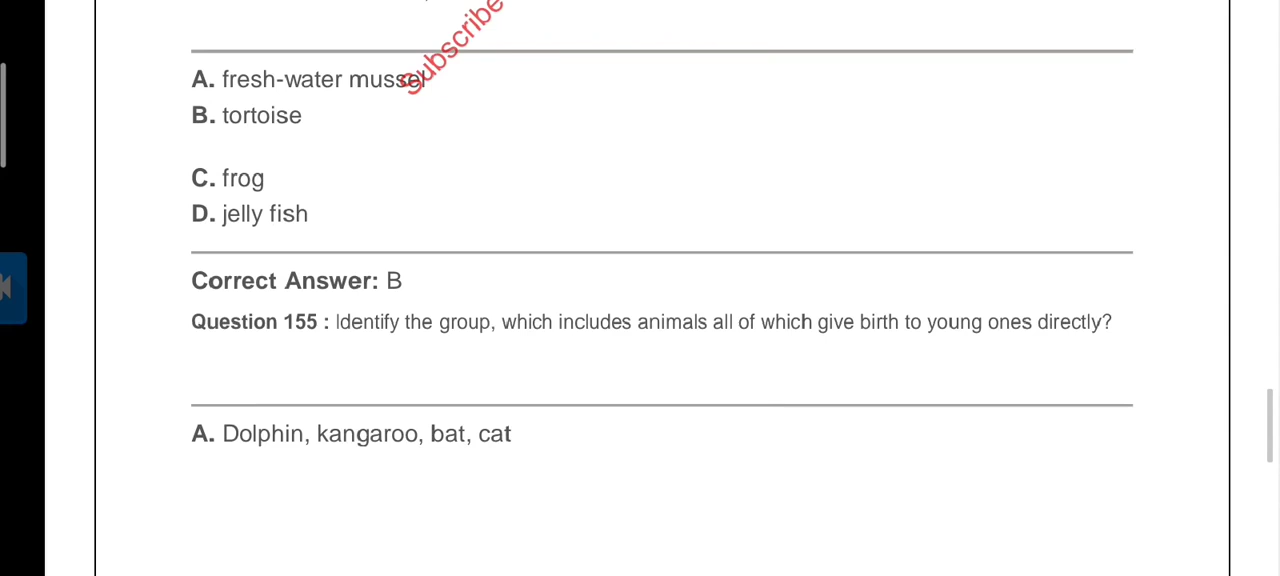 Subscribe
A. fresh-water mussel
B. tortoise
C. frog
D. jelly fish
Correct Answer: B
Question 155 : Identify the group, which includes animals all of which give birth to young ones directly?
A. Dolphin, kangaroo, bat, cat